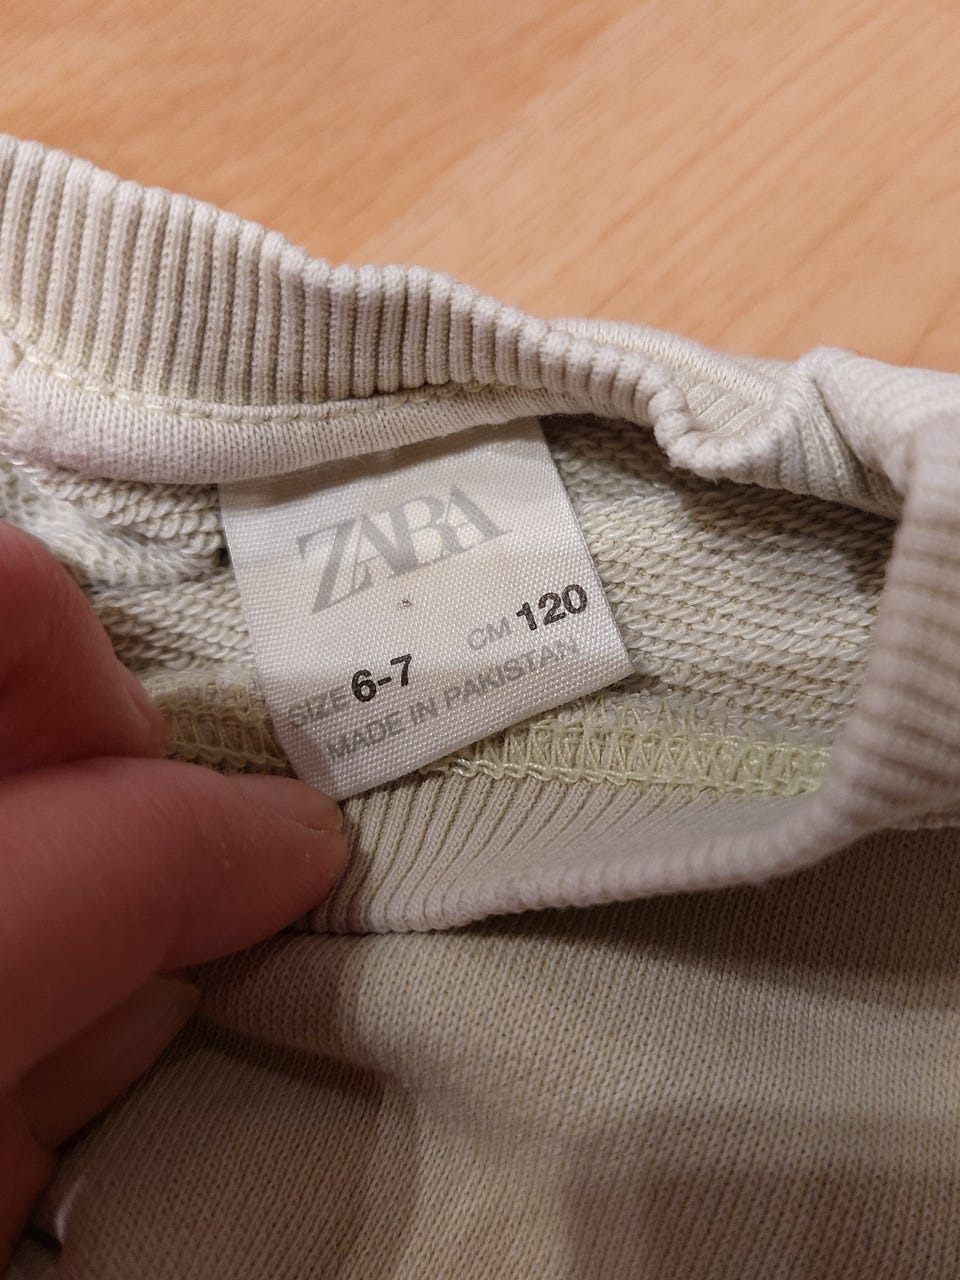 ZARA
SIZE 6-7 CM 120
MADE IN PAKISTAN